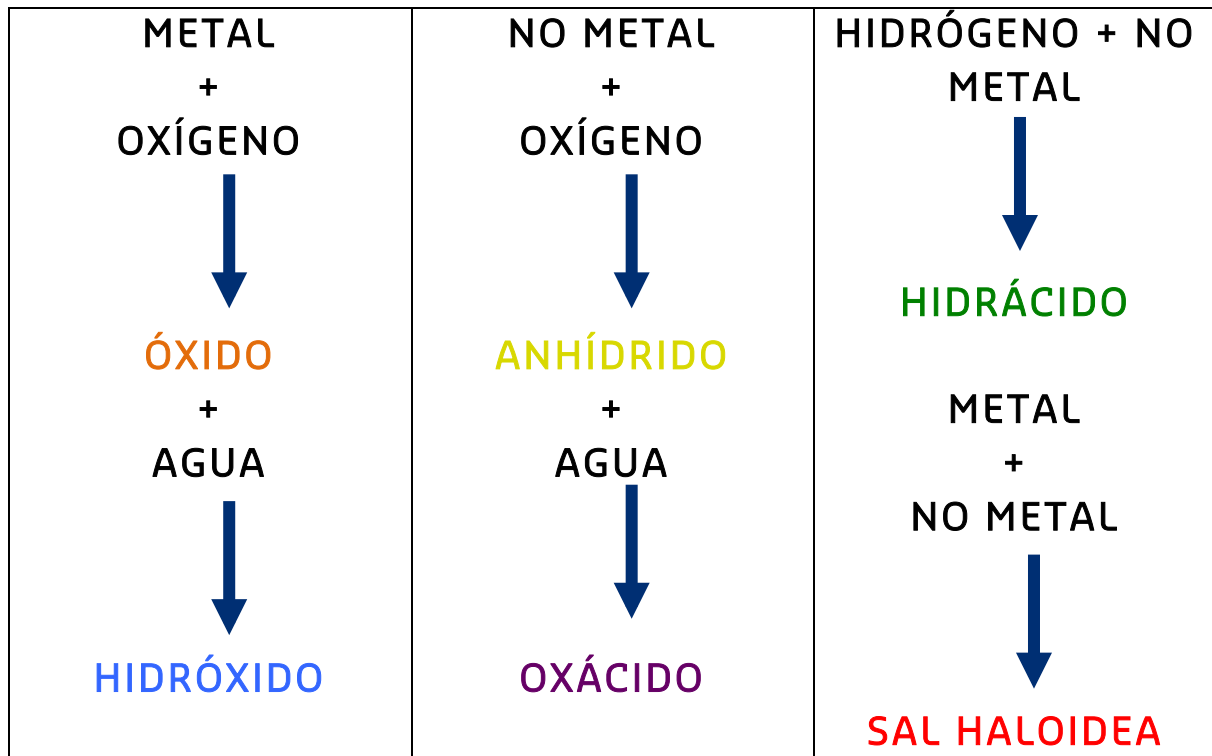 METAL
+
OXÍGENO
ÓXIDO
+
AGUA
HIDRÓXIDO
NO METAL
+
OXÍGENO
ANHÍDRIDO
+
AGUA
OXÁCIDO
HIDRÓGENO + NO
METAL
HIDRÁCIDO
METAL
+
NO METAL
SAL HALOIDEA